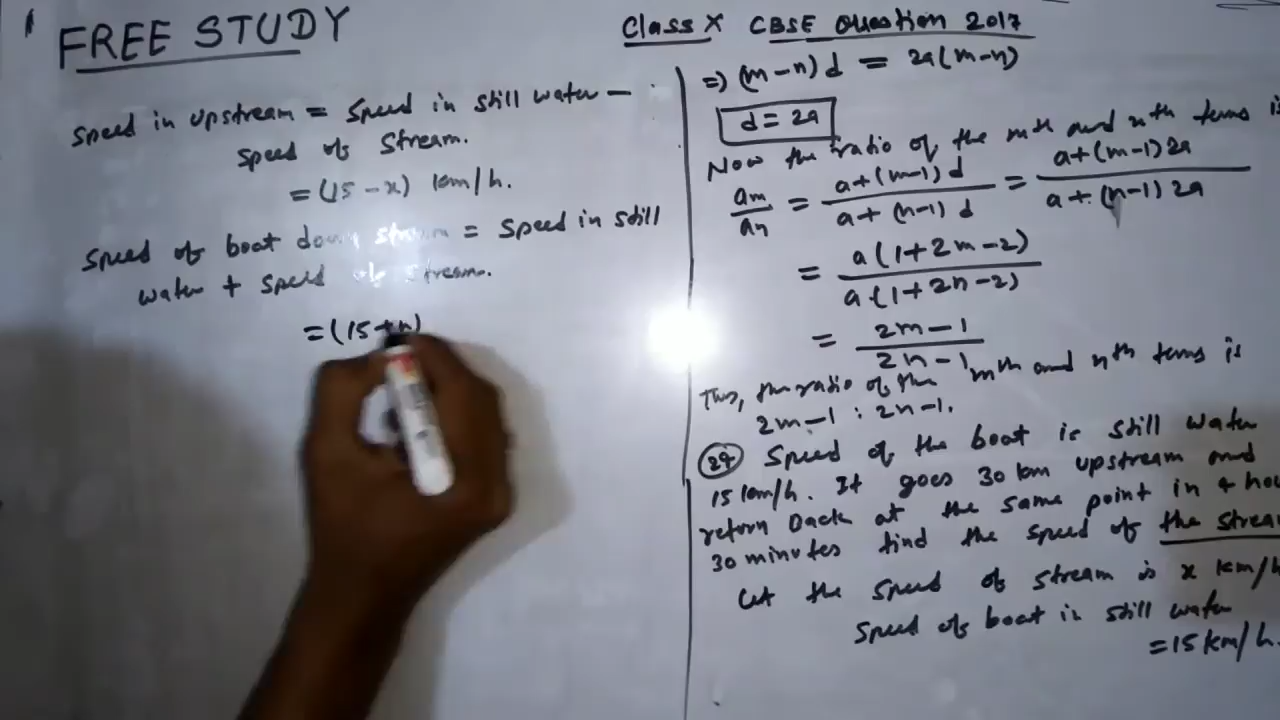 FREE STUDY
Speed in upstream = Speed in still water —
Speed of Stream.
= (15 - x) km/h.
Speed of boat down stream = Speed in still
water + Speed of stream.
= (15 + x)
Class X CBSE Question 2017
=) (m-n) d = 2a(m-n)
d = 2a
Now the ratio of the mth and nth terms is
am/an = a+(m-1)d / a+(n-1)d = a+(m-1)2a / a+(n-1)2a
= a(1+2m-2) / a(1+2n-2)
= 2m-1 / 2n-1
Thus, the ratio of the mth and nth terms is
2m-1 : 2n-1.
Speed of the boat is still water
15 km/h. It goes 30 km upstream and
return back at the same point in 4 hou
30 minutes find the speed of the strea
Let the speed of stream is x km/h
Speed of boat in still water
= 15 km/h.